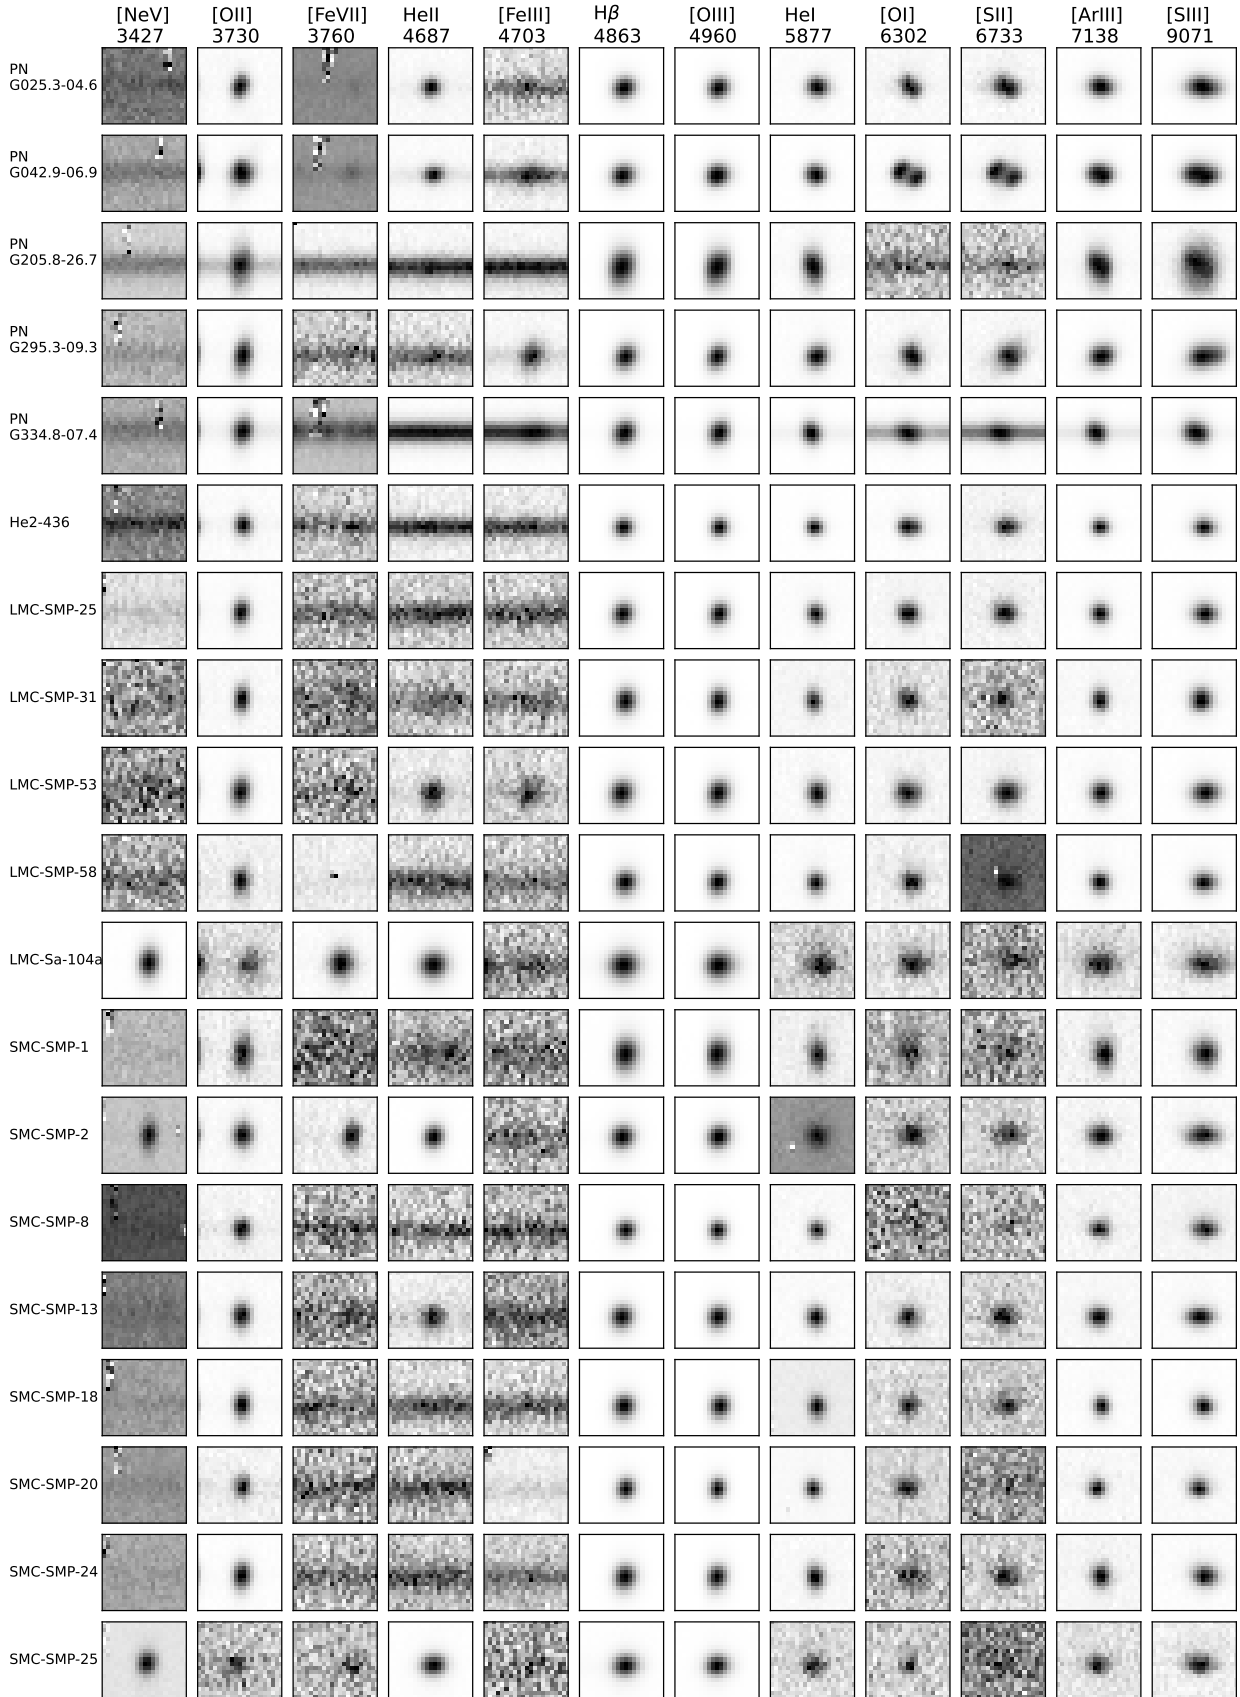 [NeV] [OII] [FeVII] HeII [FeIII] Hβ [OIII] HeI [OI] [SII] [ArIII] [SIII]
3427 3730 3760 4687 4703 4863 4960 5877 6302 6733 7138 9071
PN
G025.3-04.6
PN
G042.9-06.9
PN
G205.8-26.7
PN
G295.3-09.3
PN
G334.8-07.4
He2-436
LMC-SMP-25
LMC-SMP-31
LMC-SMP-53
LMC-SMP-58
LMC-Sa-104a
SMC-SMP-1
SMC-SMP-2
SMC-SMP-8
SMC-SMP-13
SMC-SMP-18
SMC-SMP-20
SMC-SMP-24
SMC-SMP-25